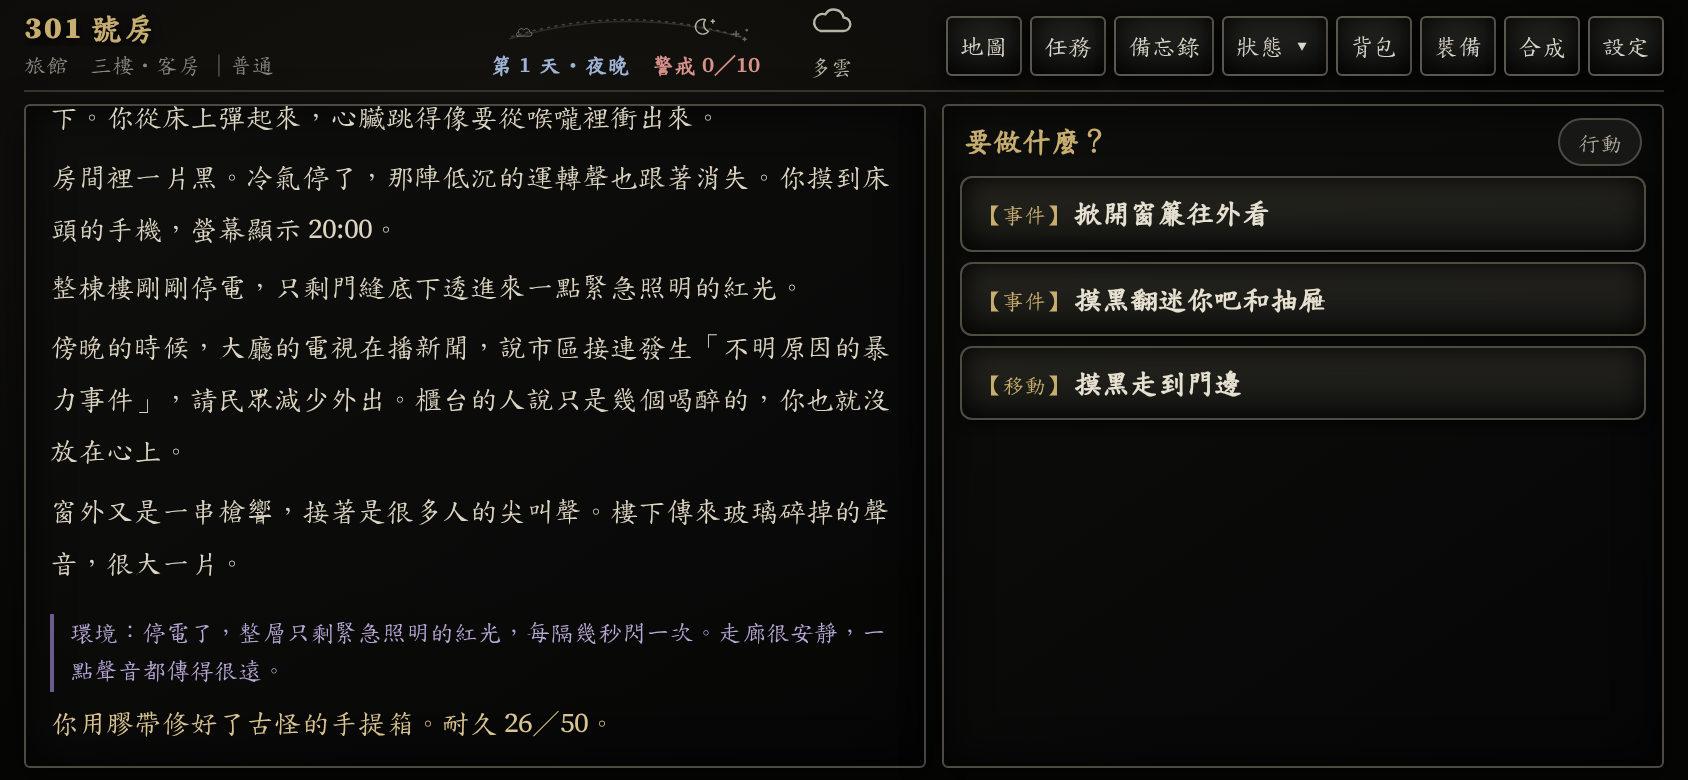 301 號房
旅館 三樓・客房 | 普通
第 1 天・夜晚 警戒 0／10
多雲
地圖 任務 備忘錄 狀態 ▼ 背包 裝備 合成 設定
下。你從床上彈起來，心臟跳得像要從喉嚨裡衝出來。
房間裡一片黑。冷氣停了，那陣低沉的運轉聲也跟著消失。你摸到床
頭的手機，螢幕顯示 20:00。
整棟樓剛剛停電，只剩門縫底下透進來一點緊急照明的紅光。
傍晚的時候，大廳的電視在播新聞，說市區接連發生「不明原因的暴
力事件」，請民眾減少外出。櫃台的人說只是幾個喝醉的，你也就沒
放在心上。
窗外又是一串槍響，接著是很多人的尖叫聲。樓下傳來玻璃碎掉的聲
音，很大一片。
環境：停電了，整層只剩緊急照明的紅光，每隔幾秒閃一次。走廊很安靜，一
點聲音都傳得很遠。
你用膠帶修好了古怪的手提箱。耐久 26／50。
要做什麼？
行動
【事件】掀開窗簾往外看
【事件】摸黑翻迷你吧和抽屜
【移動】摸黑走到門邊